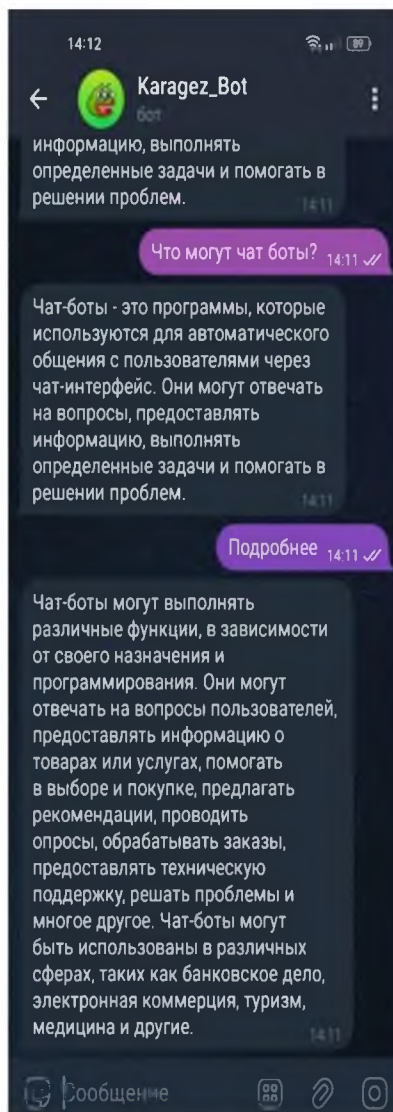 14:12
89
Karagez_Bot
бот
информацию, выполнять
определенные задачи и помогать в
решении проблем.
14:11
Что могут чат боты?
14:11
Чат-боты - это программы, которые
используются для автоматического
общения с пользователями через
чат-интерфейс. Они могут отвечать
на вопросы, предоставлять
информацию, выполнять
определенные задачи и помогать в
решении проблем.
14:11
Подробнее
14:11
Чат-боты могут выполнять
различные функции, в зависимости
от своего назначения и
программирования. Они могут
отвечать на вопросы пользователей,
предоставлять информацию о
товарах или услугах, помогать
в выборе и покупке, предлагать
рекомендации, проводить
опросы, обрабатывать заказы,
предоставлять техническую
поддержку, решать проблемы и
многое другое. Чат-боты могут
быть использованы в различных
сферах, таких как банковское дело,
электронная коммерция, туризм,
медицина и другие.
14:11
Сообщение